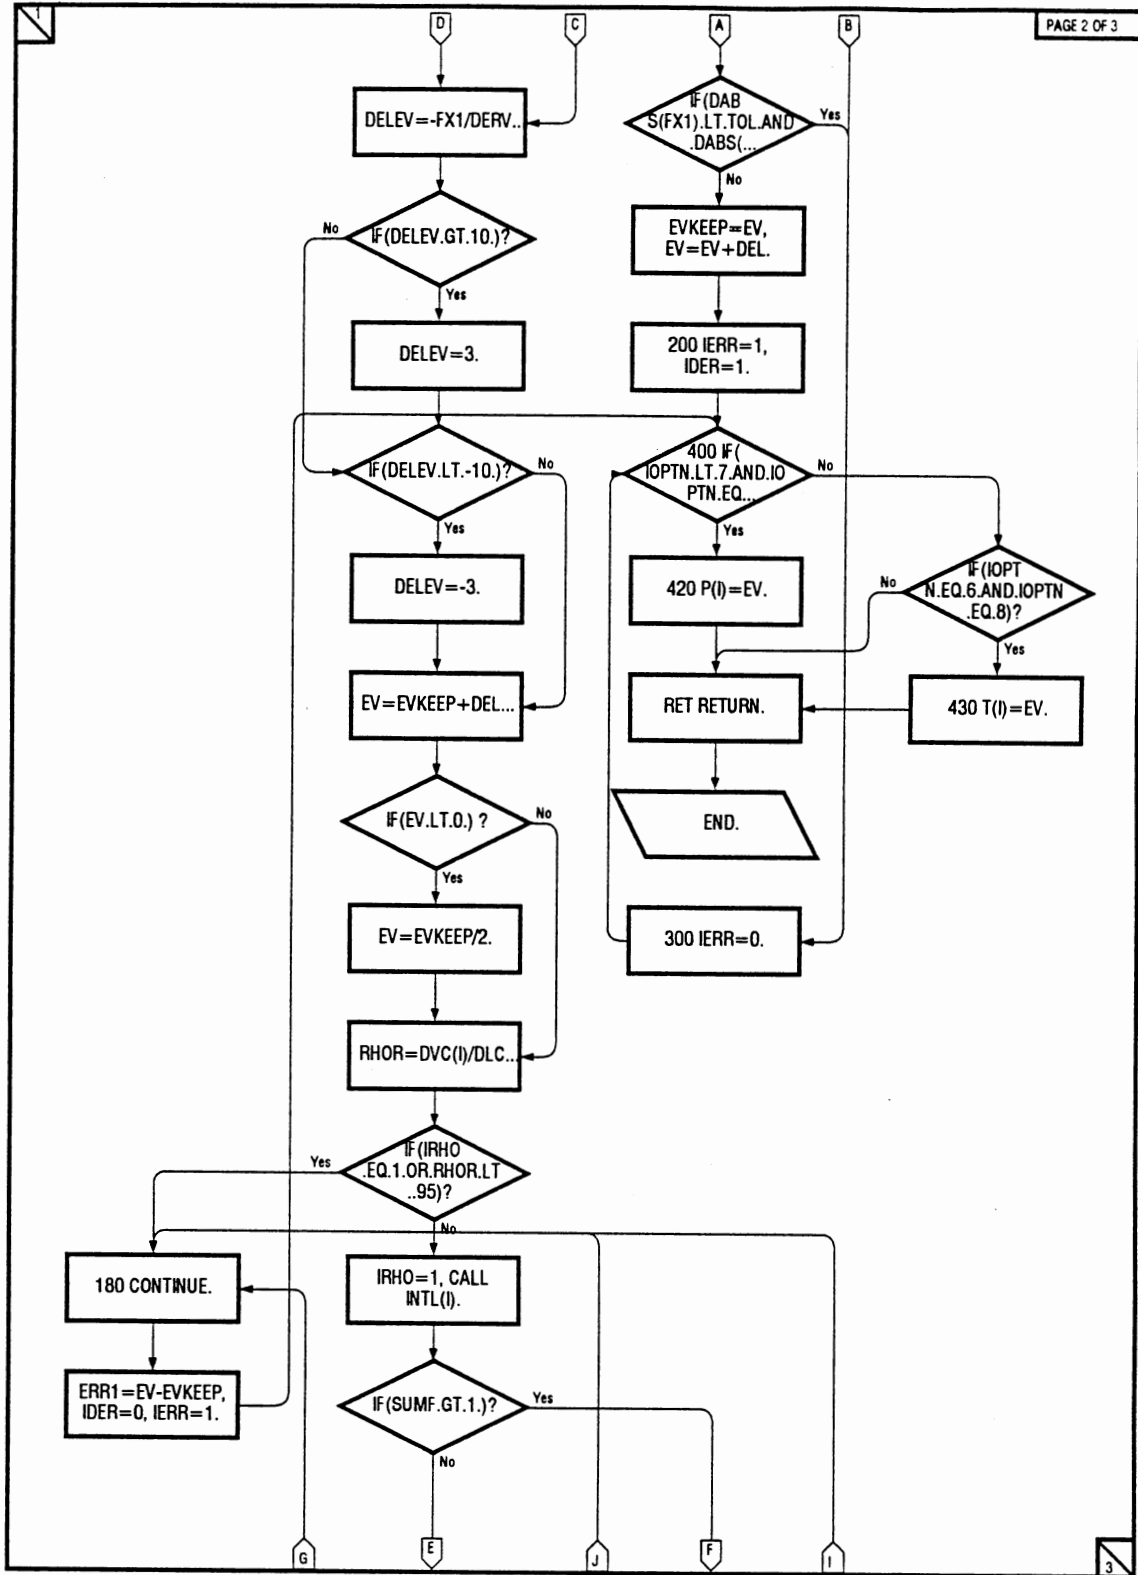 1
D
C
A
B
PAGE 2 OF 3
DELEV=-FX1/DERV..
IF(DAB
S(FX1).LT.TOL.AND
.DABS(...
Yes
No
IF(DELEV.GT.10.)?
No
Yes
EVKEEP=EV,
EV=EV+DEL.
DELEV=3.
200 IERR=1,
IDER=1.
IF(DELEV.LT.-10.)?
No
Yes
400 IF(
IOPTN.LT.7.AND.IO
PTN.EQ...
No
Yes
DELEV=-3.
420 P(I)=EV.
IF(IOPT
N.EQ.6.AND.IOPTN
.EQ.8)?
No
Yes
EV=EVKEEP+DEL...
RET RETURN.
430 T(I)=EV.
IF(EV.LT.0.) ?
No
Yes
END.
EV=EVKEEP/2.
300 IERR=0.
RHOR=DVC(I)/DLC...
IF(IRHO
.EQ.1.OR.RHOR.LT
..95)?
Yes
No
180 CONTINUE.
IRHO=1, CALL
INTL(I).
ERR1=EV-EVKEEP,
IDER=0, IERR=1.
IF(SUMF.GT.1.)?
Yes
No
G
E
J
F
I
3